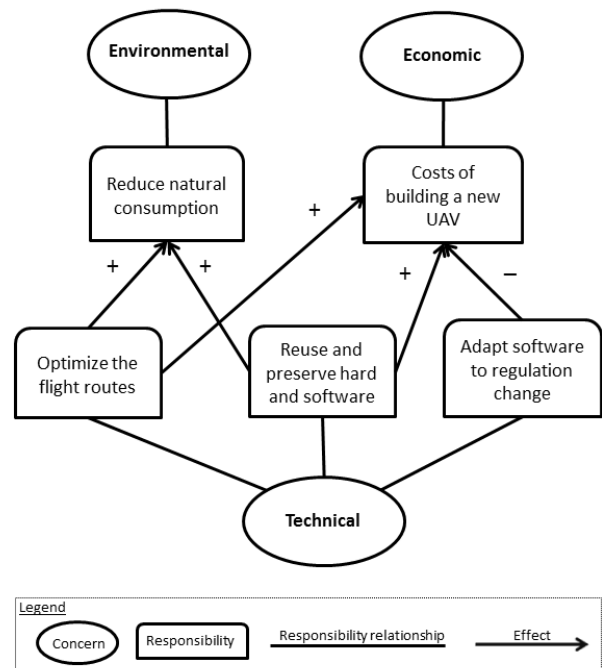 Environmental
Economic
Reduce natural
consumption
Costs of
building a new
UAV
+
+
+
+
–
Optimize the
flight routes
Reuse and
preserve hard
and software
Adapt software
to regulation
change
Technical
Legend
Concern
Responsibility
Responsibility relationship
Effect